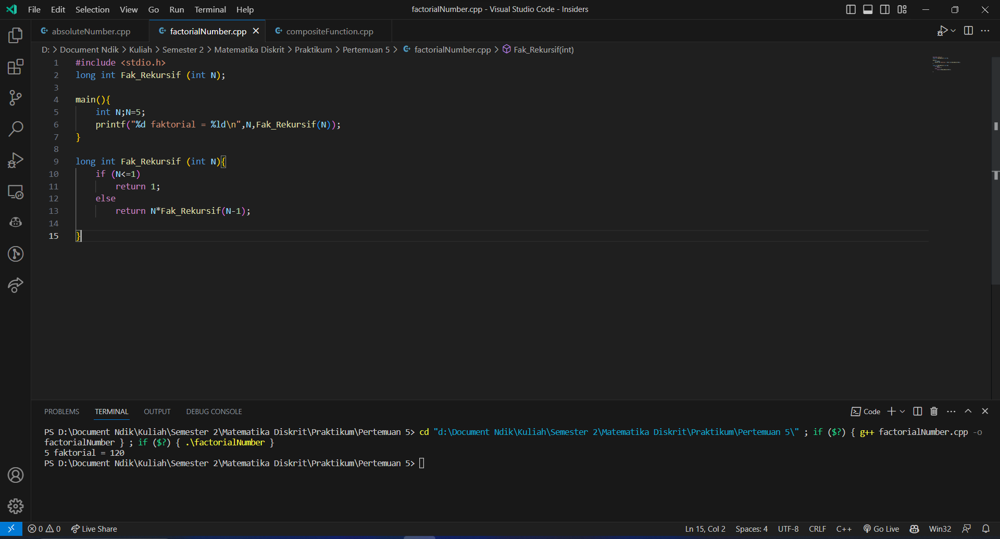 File Edit Selection View Go Run Terminal Help factorialNumber.cpp - Visual Studio Code - Insiders
absoluteNumber.cpp factorialNumber.cpp compositeFunction.cpp
D: > Document Ndik > Kuliah > Semester 2 > Matematika Diskrit > Praktikum > Pertemuan 5 > factorialNumber.cpp > Fak_Rekursif(int)
1 #include <stdio.h>
2 long int Fak_Rekursif (int N);
3
4 main(){
5 int N;N=5;
6 printf("%d faktorial = %ld\n",N,Fak_Rekursif(N));
7 }
8
9 long int Fak_Rekursif (int N){
10 if (N<=1)
11 return 1;
12 else
13 return N*Fak_Rekursif(N-1);
14
15 }
PROBLEMS TERMINAL OUTPUT DEBUG CONSOLE Code
PS D:\Document Ndik\Kuliah\Semester 2\Matematika Diskrit\Praktikum\Pertemuan 5> cd "d:\Document Ndik\Kuliah\Semester 2\Matematika Diskrit\Praktikum\Pertemuan 5\" ; if ($?) { g++ factorialNumber.cpp -o
factorialNumber } ; if ($?) { .\factorialNumber }
5 faktorial = 120
PS D:\Document Ndik\Kuliah\Semester 2\Matematika Diskrit\Praktikum\Pertemuan 5>
0 0 Live Share Ln 15, Col 2 Spaces: 4 UTF-8 CRLF C++ Go Live Win32